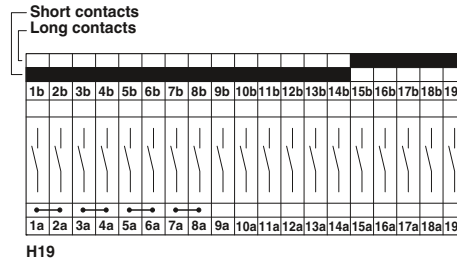 Short contacts
Long contacts
1b 2b 3b 4b 5b 6b 7b 8b 9b 10b 11b 12b 13b 14b 15b 16b 17b 18b 19
1a 2a 3a 4a 5a 6a 7a 8a 9a 10a 11a 12a 13a 14a 15a 16a 17a 18a 19
H19